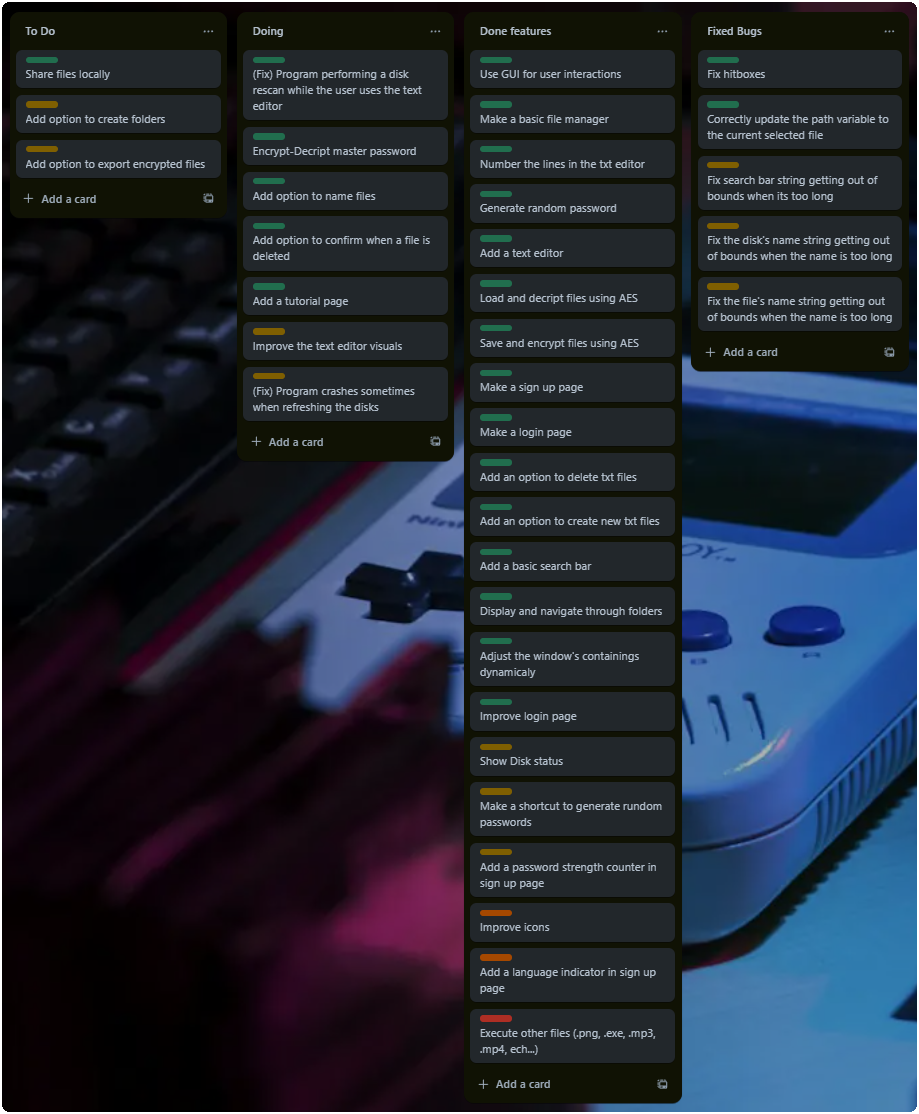 To Do
Share files locally
Add option to create folders
Add option to export encrypted files
Add a card
Doing
(Fix) Program performing a disk
rescan while the user uses the text
editor
Encrypt-Decript master password
Add option to name files
Add option to confirm when a file is
deleted
Add a tutorial page
Improve the text editor visuals
(Fix) Program crashes sometimes
when refreshing the disks
Add a card
Done features
Use GUI for user interactions
Make a basic file manager
Number the lines in the txt editor
Generate random password
Add a text editor
Load and decript files using AES
Save and encrypt files using AES
Make a sign up page
Make a login page
Add an option to delete txt files
Add an option to create new txt files
Add a basic search bar
Display and navigate through folders
Adjust the window's containings
dynamicaly
Improve login page
Show Disk status
Make a shortcut to generate rundom
passwords
Add a password strength counter in
sign up page
Improve icons
Add a language indicator in sign up
page
Execute other files (.png, .exe, .mp3,
.mp4, ech...)
Add a card
Fixed Bugs
Fix hitboxes
Correctly update the path variable to
the current selected file
Fix search bar string getting out of
bounds when its too long
Fix the disk's name string getting out
of bounds when the name is too long
Fix the file's name string getting out
of bounds when the name is too long
Add a card
X
C
Nin
OY
B
A